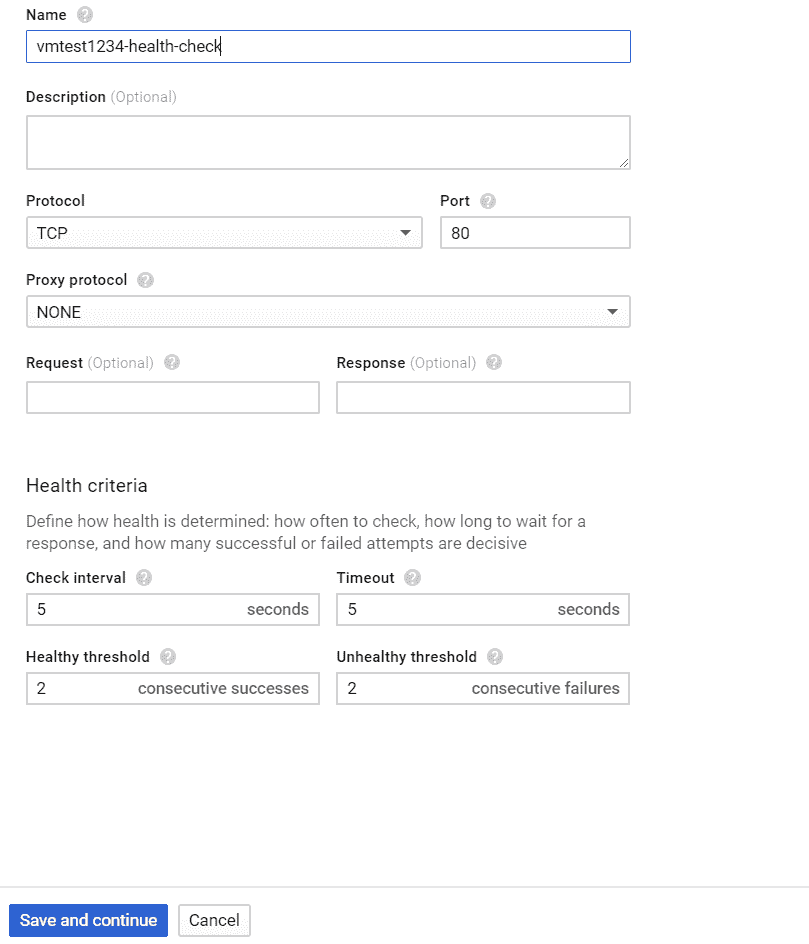 Name
vmtest1234-health-check
Description (Optional)
Protocol
Port
TCP
80
Proxy protocol
NONE
Request (Optional)
Response (Optional)
Health criteria
Define how health is determined: how often to check, how long to wait for a
response, and how many successful or failed attempts are decisive
Check interval
Timeout
5 seconds
5 seconds
Healthy threshold
Unhealthy threshold
2 consecutive successes
2 consecutive failures
Save and continue
Cancel